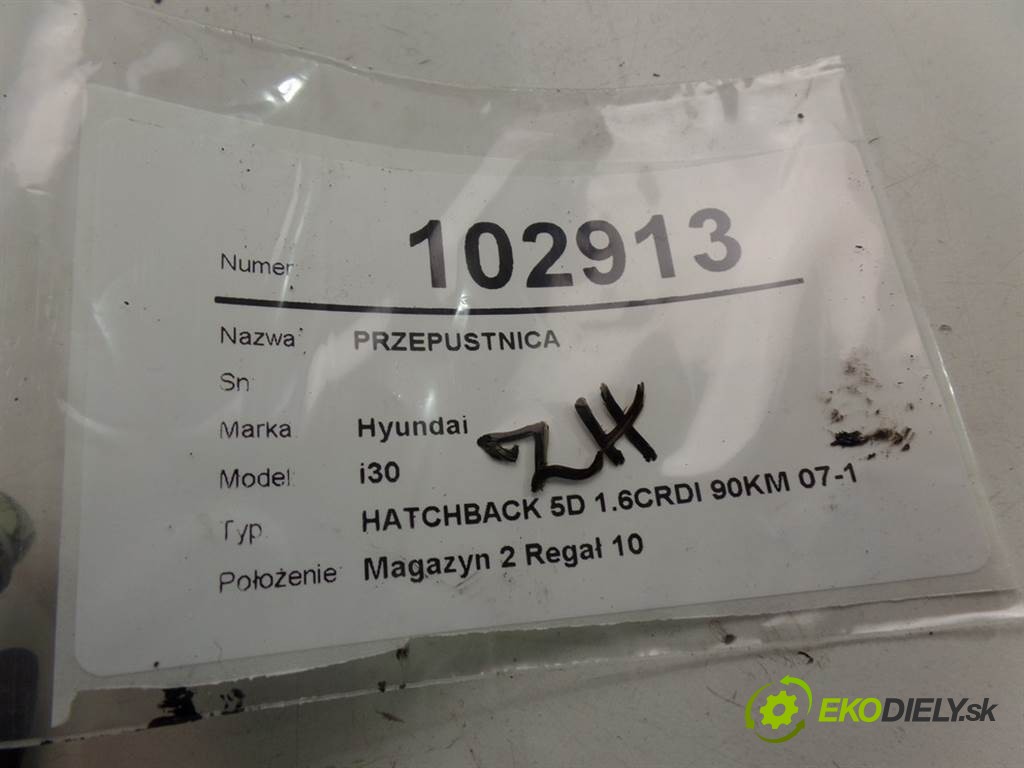 Numer 102913
Nazwa PRZEPUSTNICA
Sn
Marka Hyundai
Model i30
Typ HATCHBACK 5D 1.6CRDI 90KM 07-1
Położenie Magazyn 2 Regał 10
EKODIELY.sk